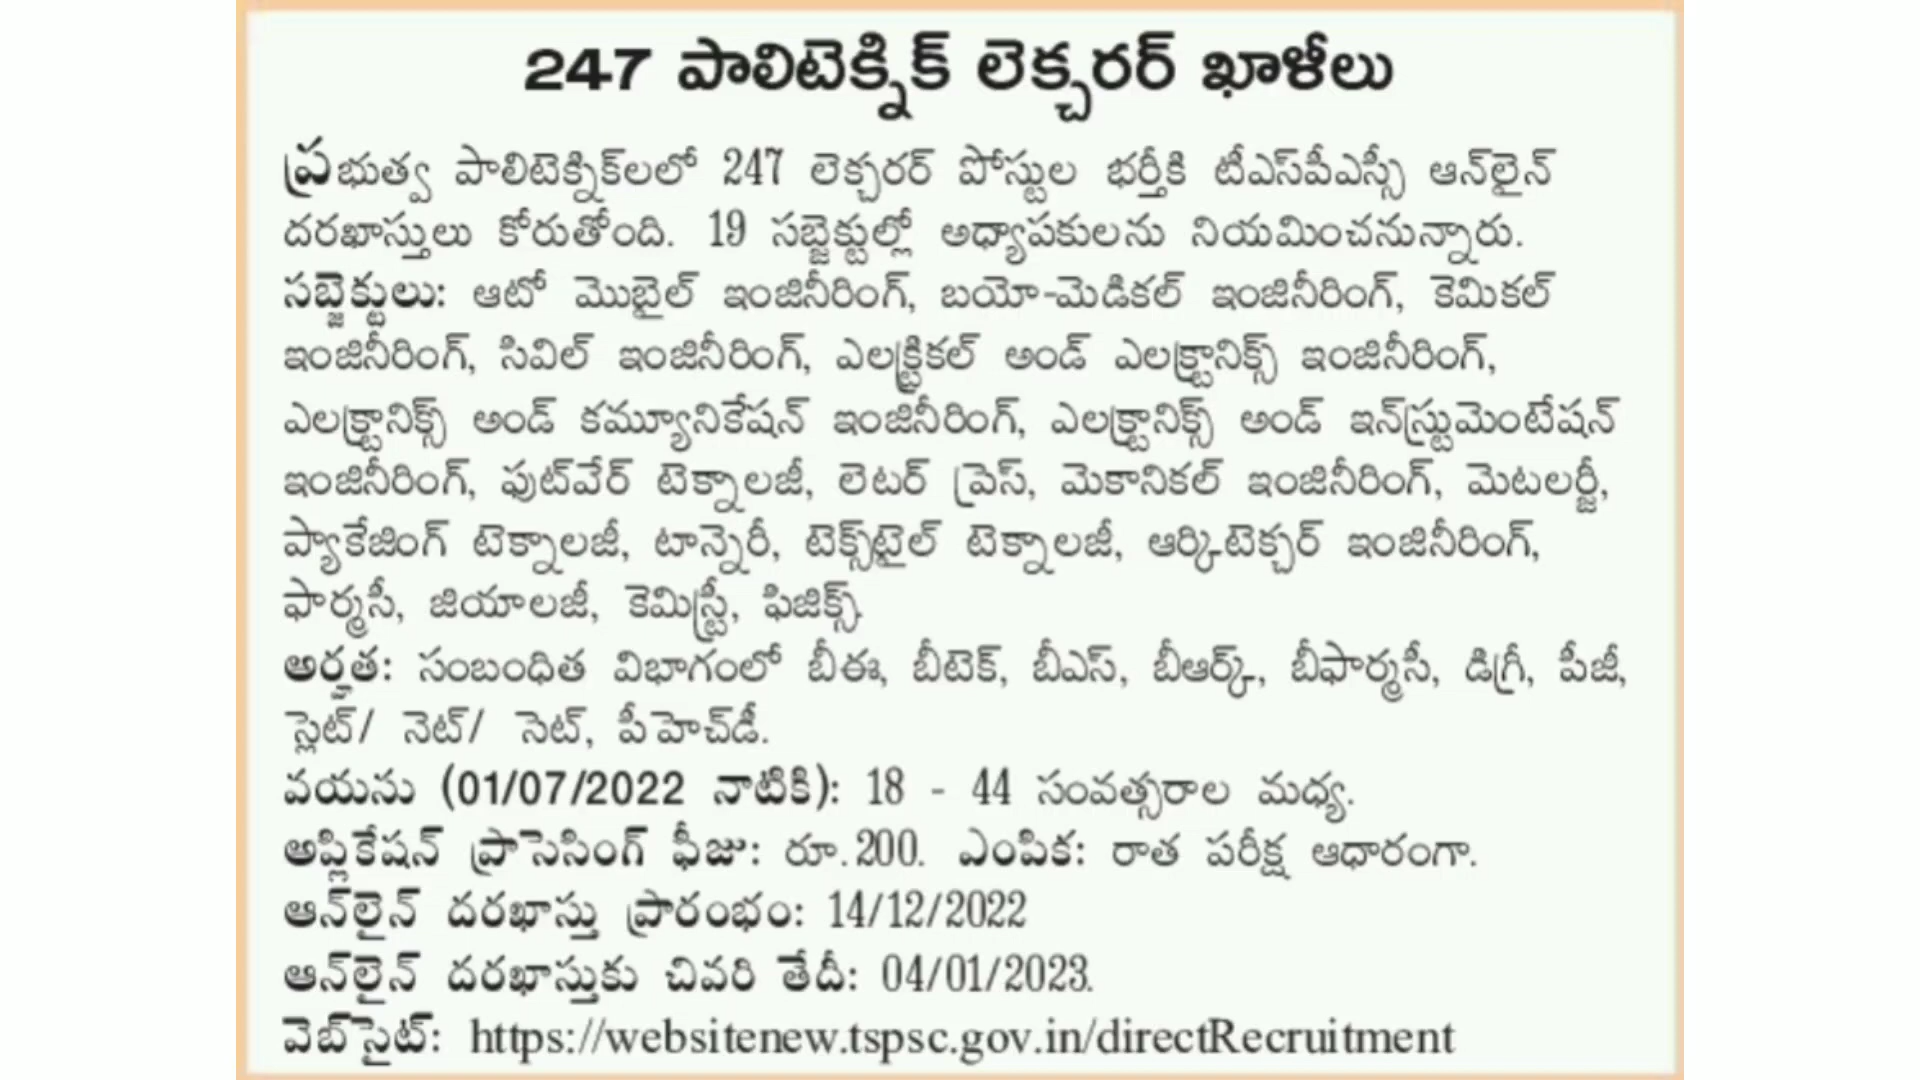 247 పాలిటెక్నిక్ లెక్చరర్ ఖాళీలు
ప్రభుత్వ పాలిటెక్నిక్‌లలో 247 లెక్చరర్ పోస్టుల భర్తీకి టీఎస్‌పీఎస్సీ ఆన్‌లైన్
దరఖాస్తులు కోరుతోంది. 19 సబ్జెక్టుల్లో అధ్యాపకులను నియమించనున్నారు.
సబ్జెక్టులు: ఆటో మొబైల్ ఇంజినీరింగ్, బయో-మెడికల్ ఇంజినీరింగ్, కెమికల్
ఇంజినీరింగ్, సివిల్ ఇంజినీరింగ్, ఎలక్ట్రికల్ అండ్ ఎలక్ట్రానిక్స్ ఇంజినీరింగ్,
ఎలక్ట్రానిక్స్ అండ్ కమ్యూనికేషన్ ఇంజినీరింగ్, ఎలక్ట్రానిక్స్ అండ్ ఇన్‌స్ట్రుమెంటేషన్
ఇంజినీరింగ్, ఫుట్‌వేర్ టెక్నాలజీ, లెటర్ ప్రెస్, మెకానికల్ ఇంజినీరింగ్, మెటలర్జీ,
ప్యాకేజింగ్ టెక్నాలజీ, టాన్నెరీ, టెక్స్‌టైల్ టెక్నాలజీ, ఆర్కిటెక్చర్ ఇంజినీరింగ్,
ఫార్మసీ, జియాలజీ, కెమిస్ట్రీ, ఫిజిక్స్
అర్హత: సంబంధిత విభాగంలో బీఈ, బీటెక్, బీఎస్, బీఆర్క్, బీఫార్మసీ, డిగ్రీ, పీజీ,
స్లెట్/ నెట్/ సెట్, పీహెచ్‌డీ.
వయసు (01/07/2022 నాటికి): 18 - 44 సంవత్సరాల మధ్య.
అప్లికేషన్ ప్రాసెసింగ్ ఫీజు: రూ.200. ఎంపిక: రాత పరీక్ష ఆధారంగా.
ఆన్‌లైన్ దరఖాస్తు ప్రారంభం: 14/12/2022
ఆన్‌లైన్ దరఖాస్తుకు చివరి తేదీ: 04/01/2023.
వెబ్‌సైట్: https://websitenew.tspsc.gov.in/directRecruitment